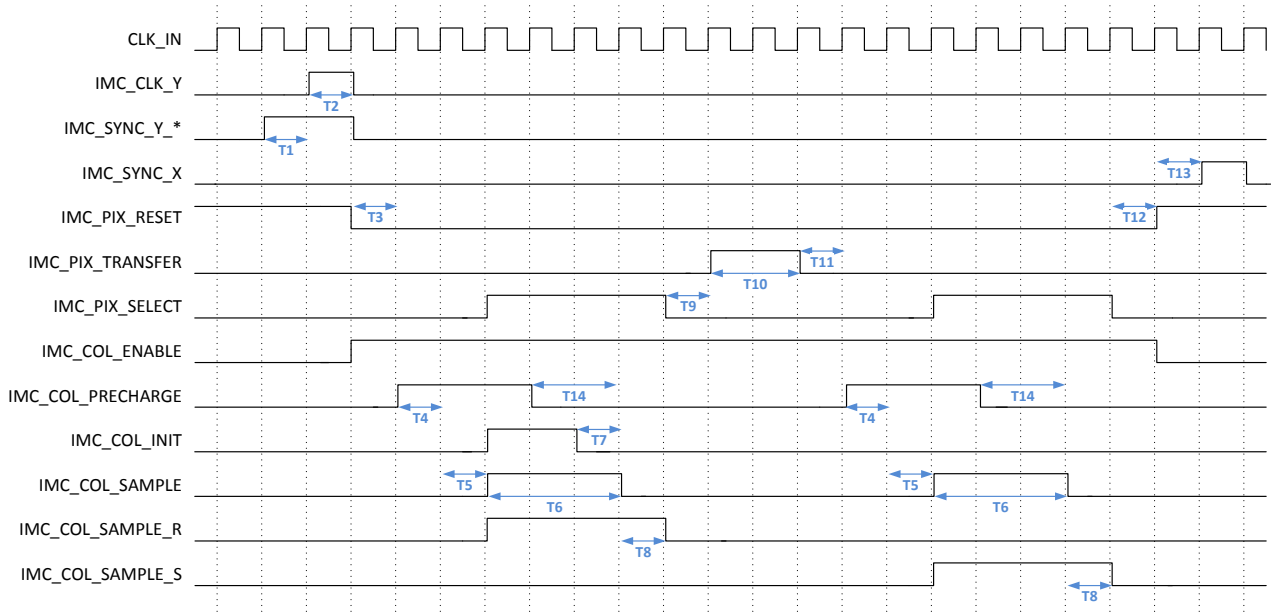 CLK_IN
IMC_CLK_Y
T2
IMC_SYNC_Y_*
T1
IMC_SYNC_X
T13
IMC_PIX_RESET
T3 T12
IMC_PIX_TRANSFER
T11
T10
IMC_PIX_SELECT
T9
IMC_COL_ENABLE
IMC_COL_PRECHARGE
T14 T14
T4 T4
IMC_COL_INIT
T7
IMC_COL_SAMPLE
T5 T5
T6 T6
IMC_COL_SAMPLE_R
T8
IMC_COL_SAMPLE_S
T8